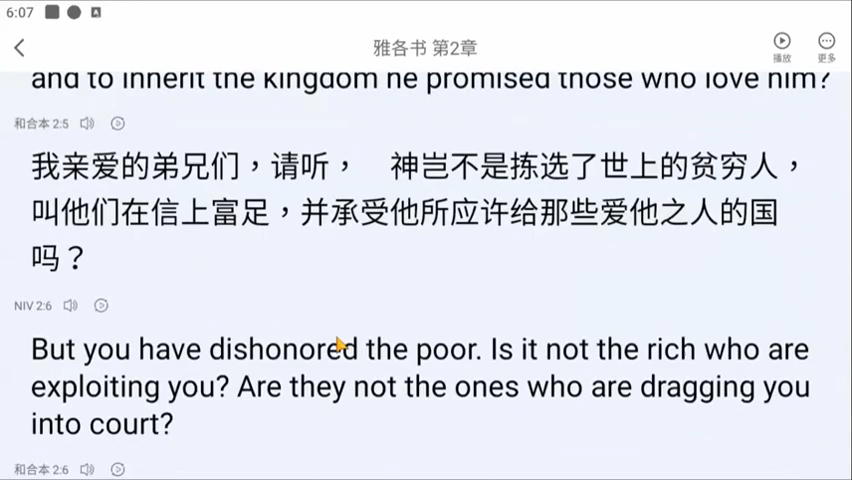 6:07
A
雅各书 第2章
播放
更多
and to inherit the kingdom he promised those who love him?
和合本 2:5
我亲爱的弟兄们，请听， 神岂不是拣选了世上的贫穷人，
叫他们在信上富足，并承受他所应许给那些爱他之人的国
吗？
NIV 2:6
But you have dishonored the poor. Is it not the rich who are
exploiting you? Are they not the ones who are dragging you
into court?
和合本 2:6